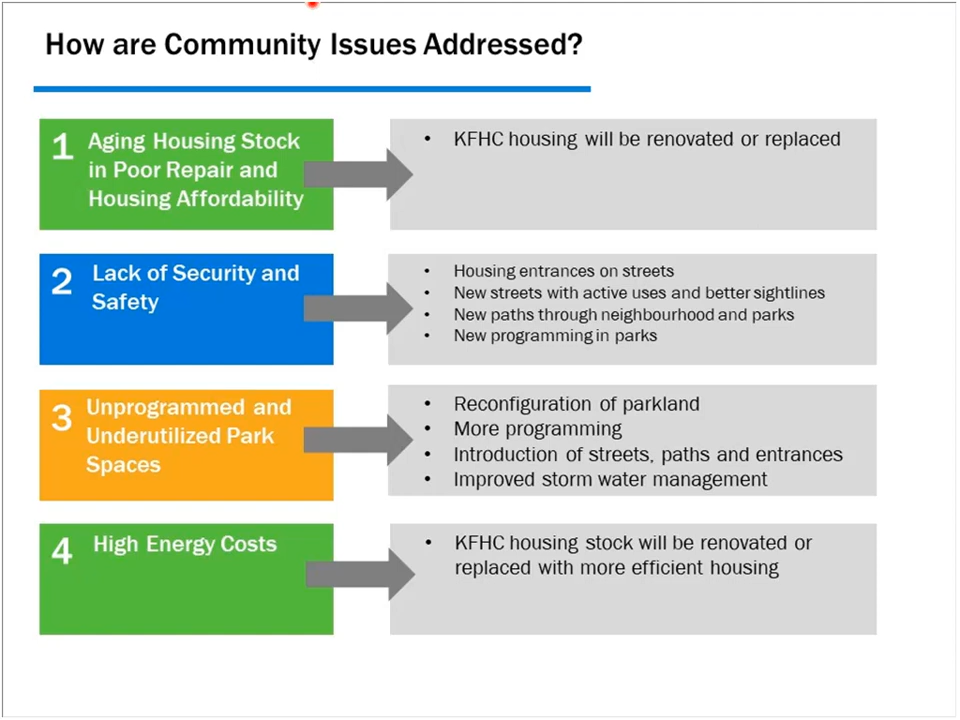 How are Community Issues Addressed?
1
Aging Housing Stock
in Poor Repair and
Housing Affordability
• KFHC housing will be renovated or replaced
2
Lack of Security and
Safety
• Housing entrances on streets
• New streets with active uses and better sightlines
• New paths through neighbourhood and parks
• New programming in parks
3
Unprogrammed and
Underutilized Park
Spaces
• Reconfiguration of parkland
• More programming
• Introduction of streets, paths and entrances
• Improved storm water management
4
High Energy Costs
• KFHC housing stock will be renovated or
replaced with more efficient housing